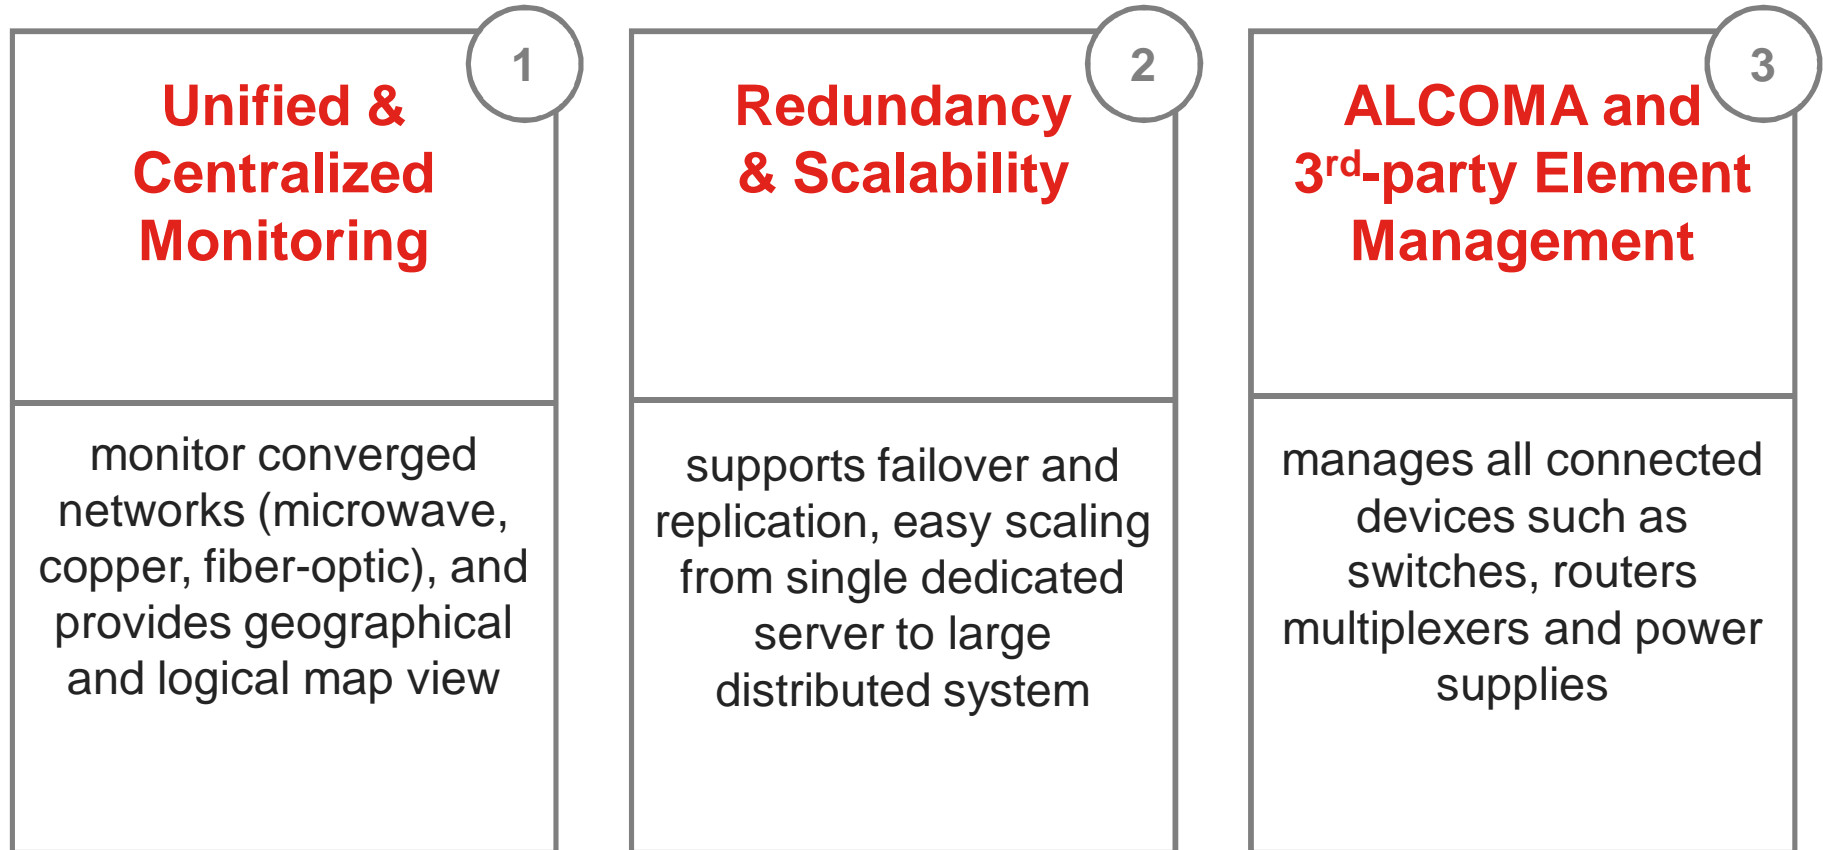 1
Unified &
Centralized
Monitoring
monitor converged
networks (microwave,
copper, fiber-optic), and
provides geographical
and logical map view
2
Redundancy
& Scalability
supports failover and
replication, easy scaling
from single dedicated
server to large
distributed system
3
ALCOMA and
3rd-party Element
Management
manages all connected
devices such as
switches, routers
multiplexers and power
supplies